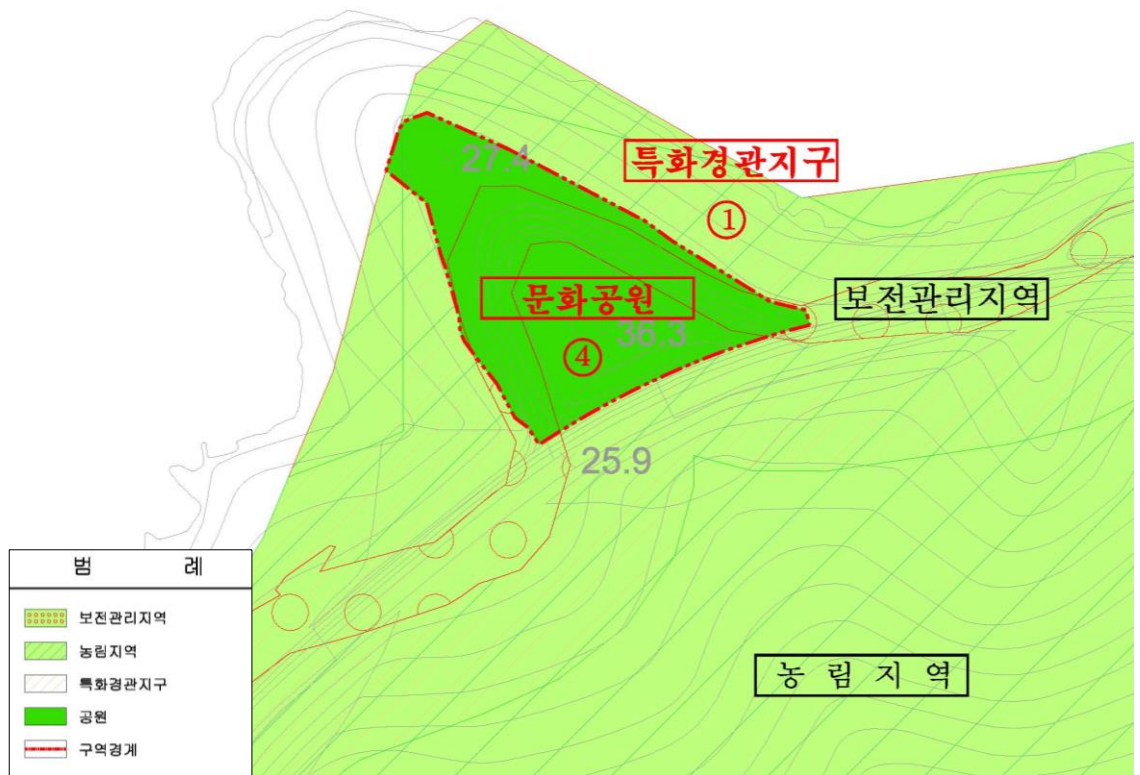 27.4
특화경관지구
①
보전관리지역
문화공원
36.3
④
25.9
농 림 지 역
범 례
보전관리지역
농림지역
특화경관지구
공원
구역경계